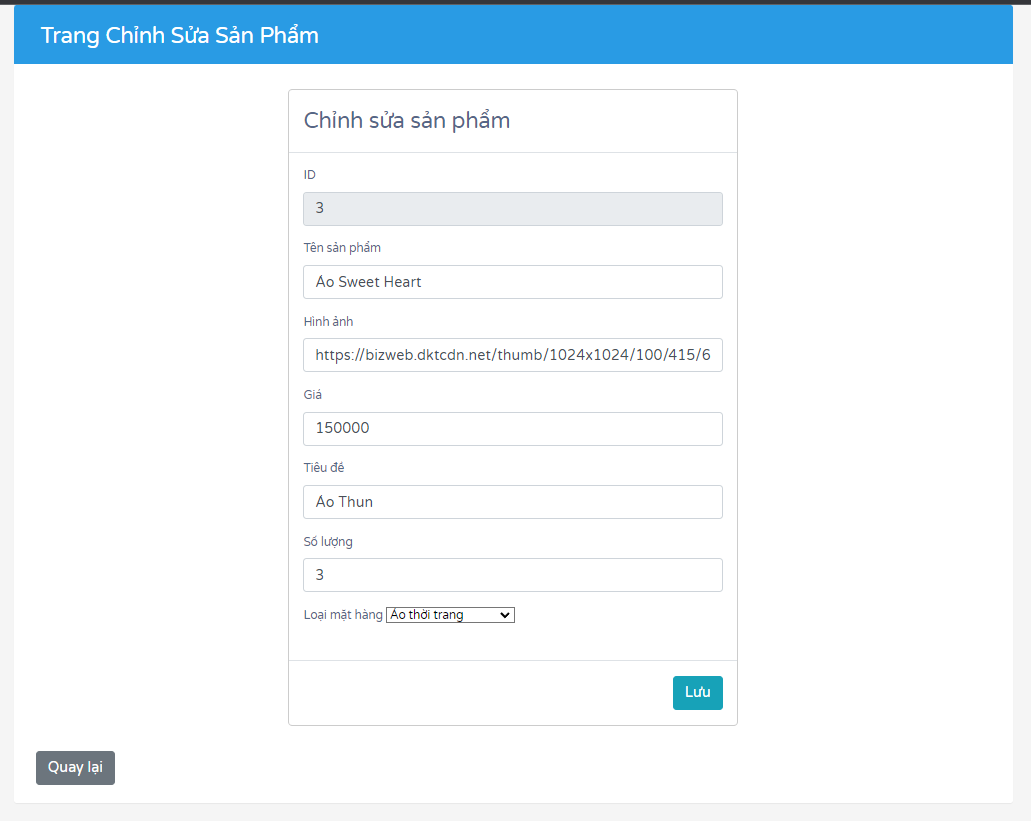 Trang Chỉnh Sửa Sản Phẩm
Chỉnh sửa sản phẩm
ID
3
Tên sản phẩm
Áo Sweet Heart
Hình ảnh
https://bizweb.dktcdn.net/thumb/1024x1024/100/415/6
Giá
150000
Tiêu đề
Áo Thun
Số lượng
3
Loại mặt hàng Áo thời trang
Lưu
Quay lại